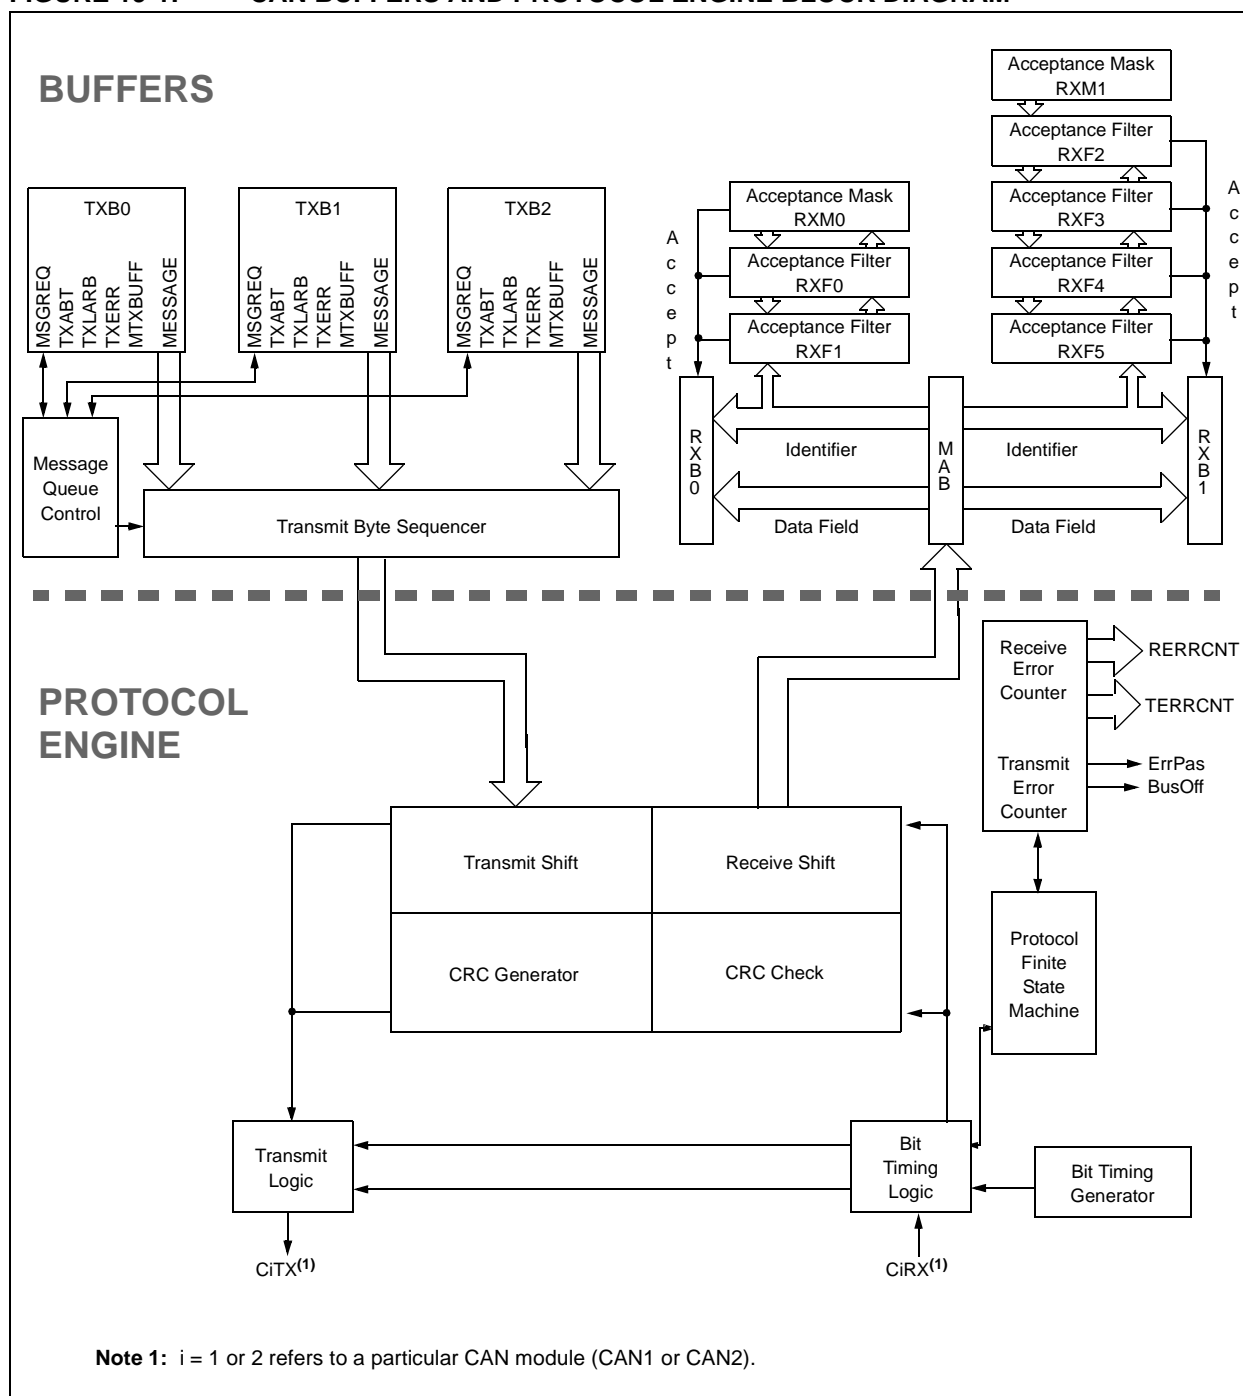 BUFFERS
Acceptance Mask
RXM1
Acceptance Filter
RXF2
Acceptance Filter
RXF3
Acceptance Filter
RXF4
Acceptance Filter
RXF5
Accept
Acceptance Mask
RXM0
Acceptance Filter
RXF0
Acceptance Filter
RXF1
Accept
TXB0
MSGREQ
TXABT
TXLARB
TXERR
MTXBUFF
MESSAGE
TXB1
MSGREQ
TXABT
TXLARB
TXERR
MTXBUFF
MESSAGE
TXB2
MSGREQ
TXABT
TXLARB
TXERR
MTXBUFF
MESSAGE
Message
Queue
Control
Transmit Byte Sequencer
RXB0
Identifier
Data Field
MAB
Identifier
Data Field
RXB1
PROTOCOL
ENGINE
Receive
Error
Counter
Transmit
Error
Counter
RERRCNT
TERRCNT
ErrPas
BusOff
Transmit Shift
Receive Shift
CRC Generator
CRC Check
Protocol
Finite
State
Machine
Transmit
Logic
Bit
Timing
Logic
Bit Timing
Generator
CiTX(1)
CiRX(1)
Note 1: i = 1 or 2 refers to a particular CAN module (CAN1 or CAN2).